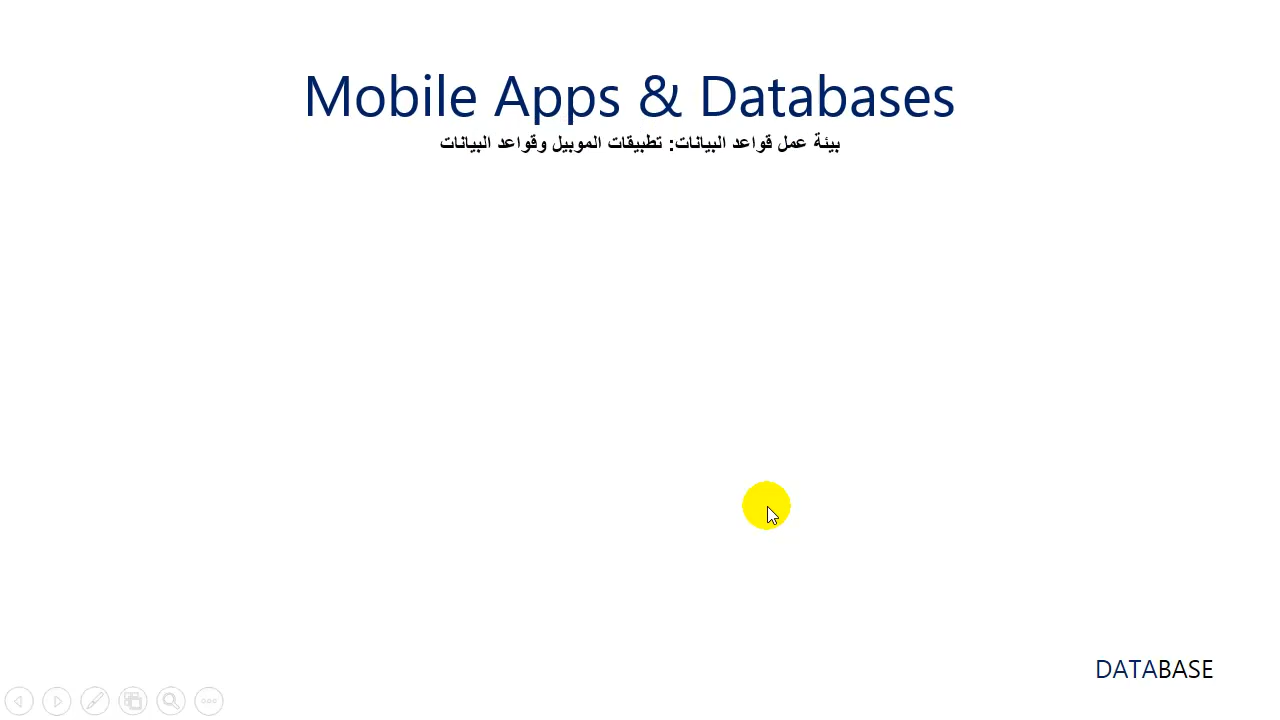 Mobile Apps & Databases
بيئة عمل قواعد البيانات: تطبيقات الموبيل وقواعد البيانات
DATABASE